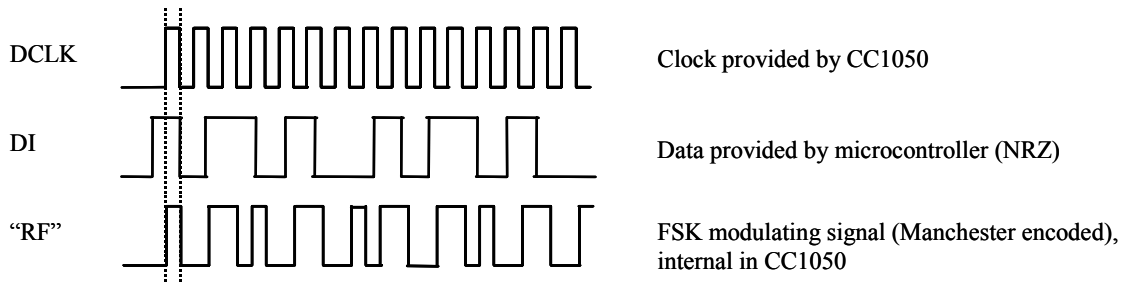 DCLK
Clock provided by CC1050
DI
Data provided by microcontroller (NRZ)
“RF”
FSK modulating signal (Manchester encoded),
internal in CC1050